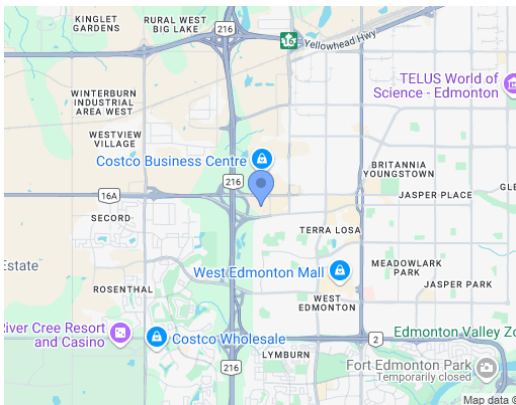 KINGLET
GARDENS
RURAL WEST
BIG LAKE
216
16
Yellowhead Hwy
TELUS World of
Science - Edmonton
WINTERBURN
INDUSTRIAL
AREA WEST
WESTVIEW
VILLAGE
Costco Business Centre
BRITANNIA
YOUNGSTOWN
216
16A
JASPER PLACE
GLE
SECORD
TERRA LOSA
Estate
West Edmonton Mall
MEADOWLARK
PARK
ROSENTHAL
JASPER PARK
WEST
EDMONTON
River Cree Resort
and Casino
Costco Wholesale
2
Edmonton Valley Zo
LYMBURN
216
Fort Edmonton Park
Temporarily closed
Map data ©